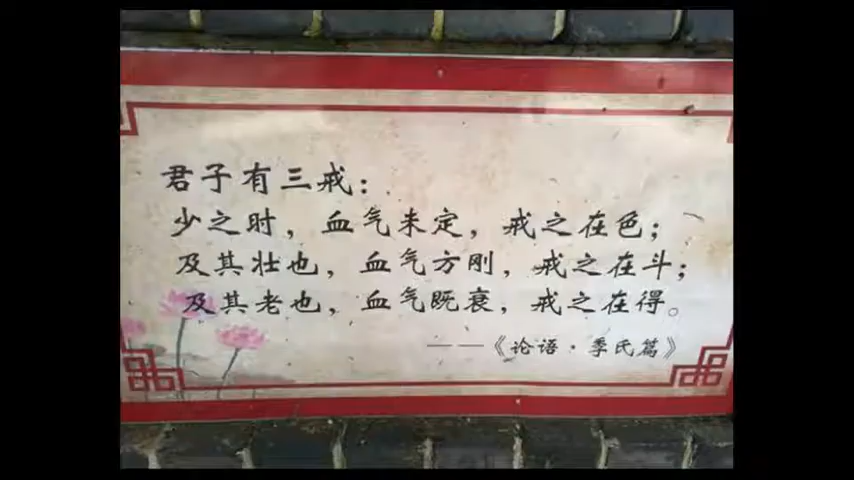 君子有三戒：
少之时，血气未定，戒之在色；
及其壮也，血气方刚，戒之在斗；
及其老也，血气既衰，戒之在得。
——《论语·季氏篇》